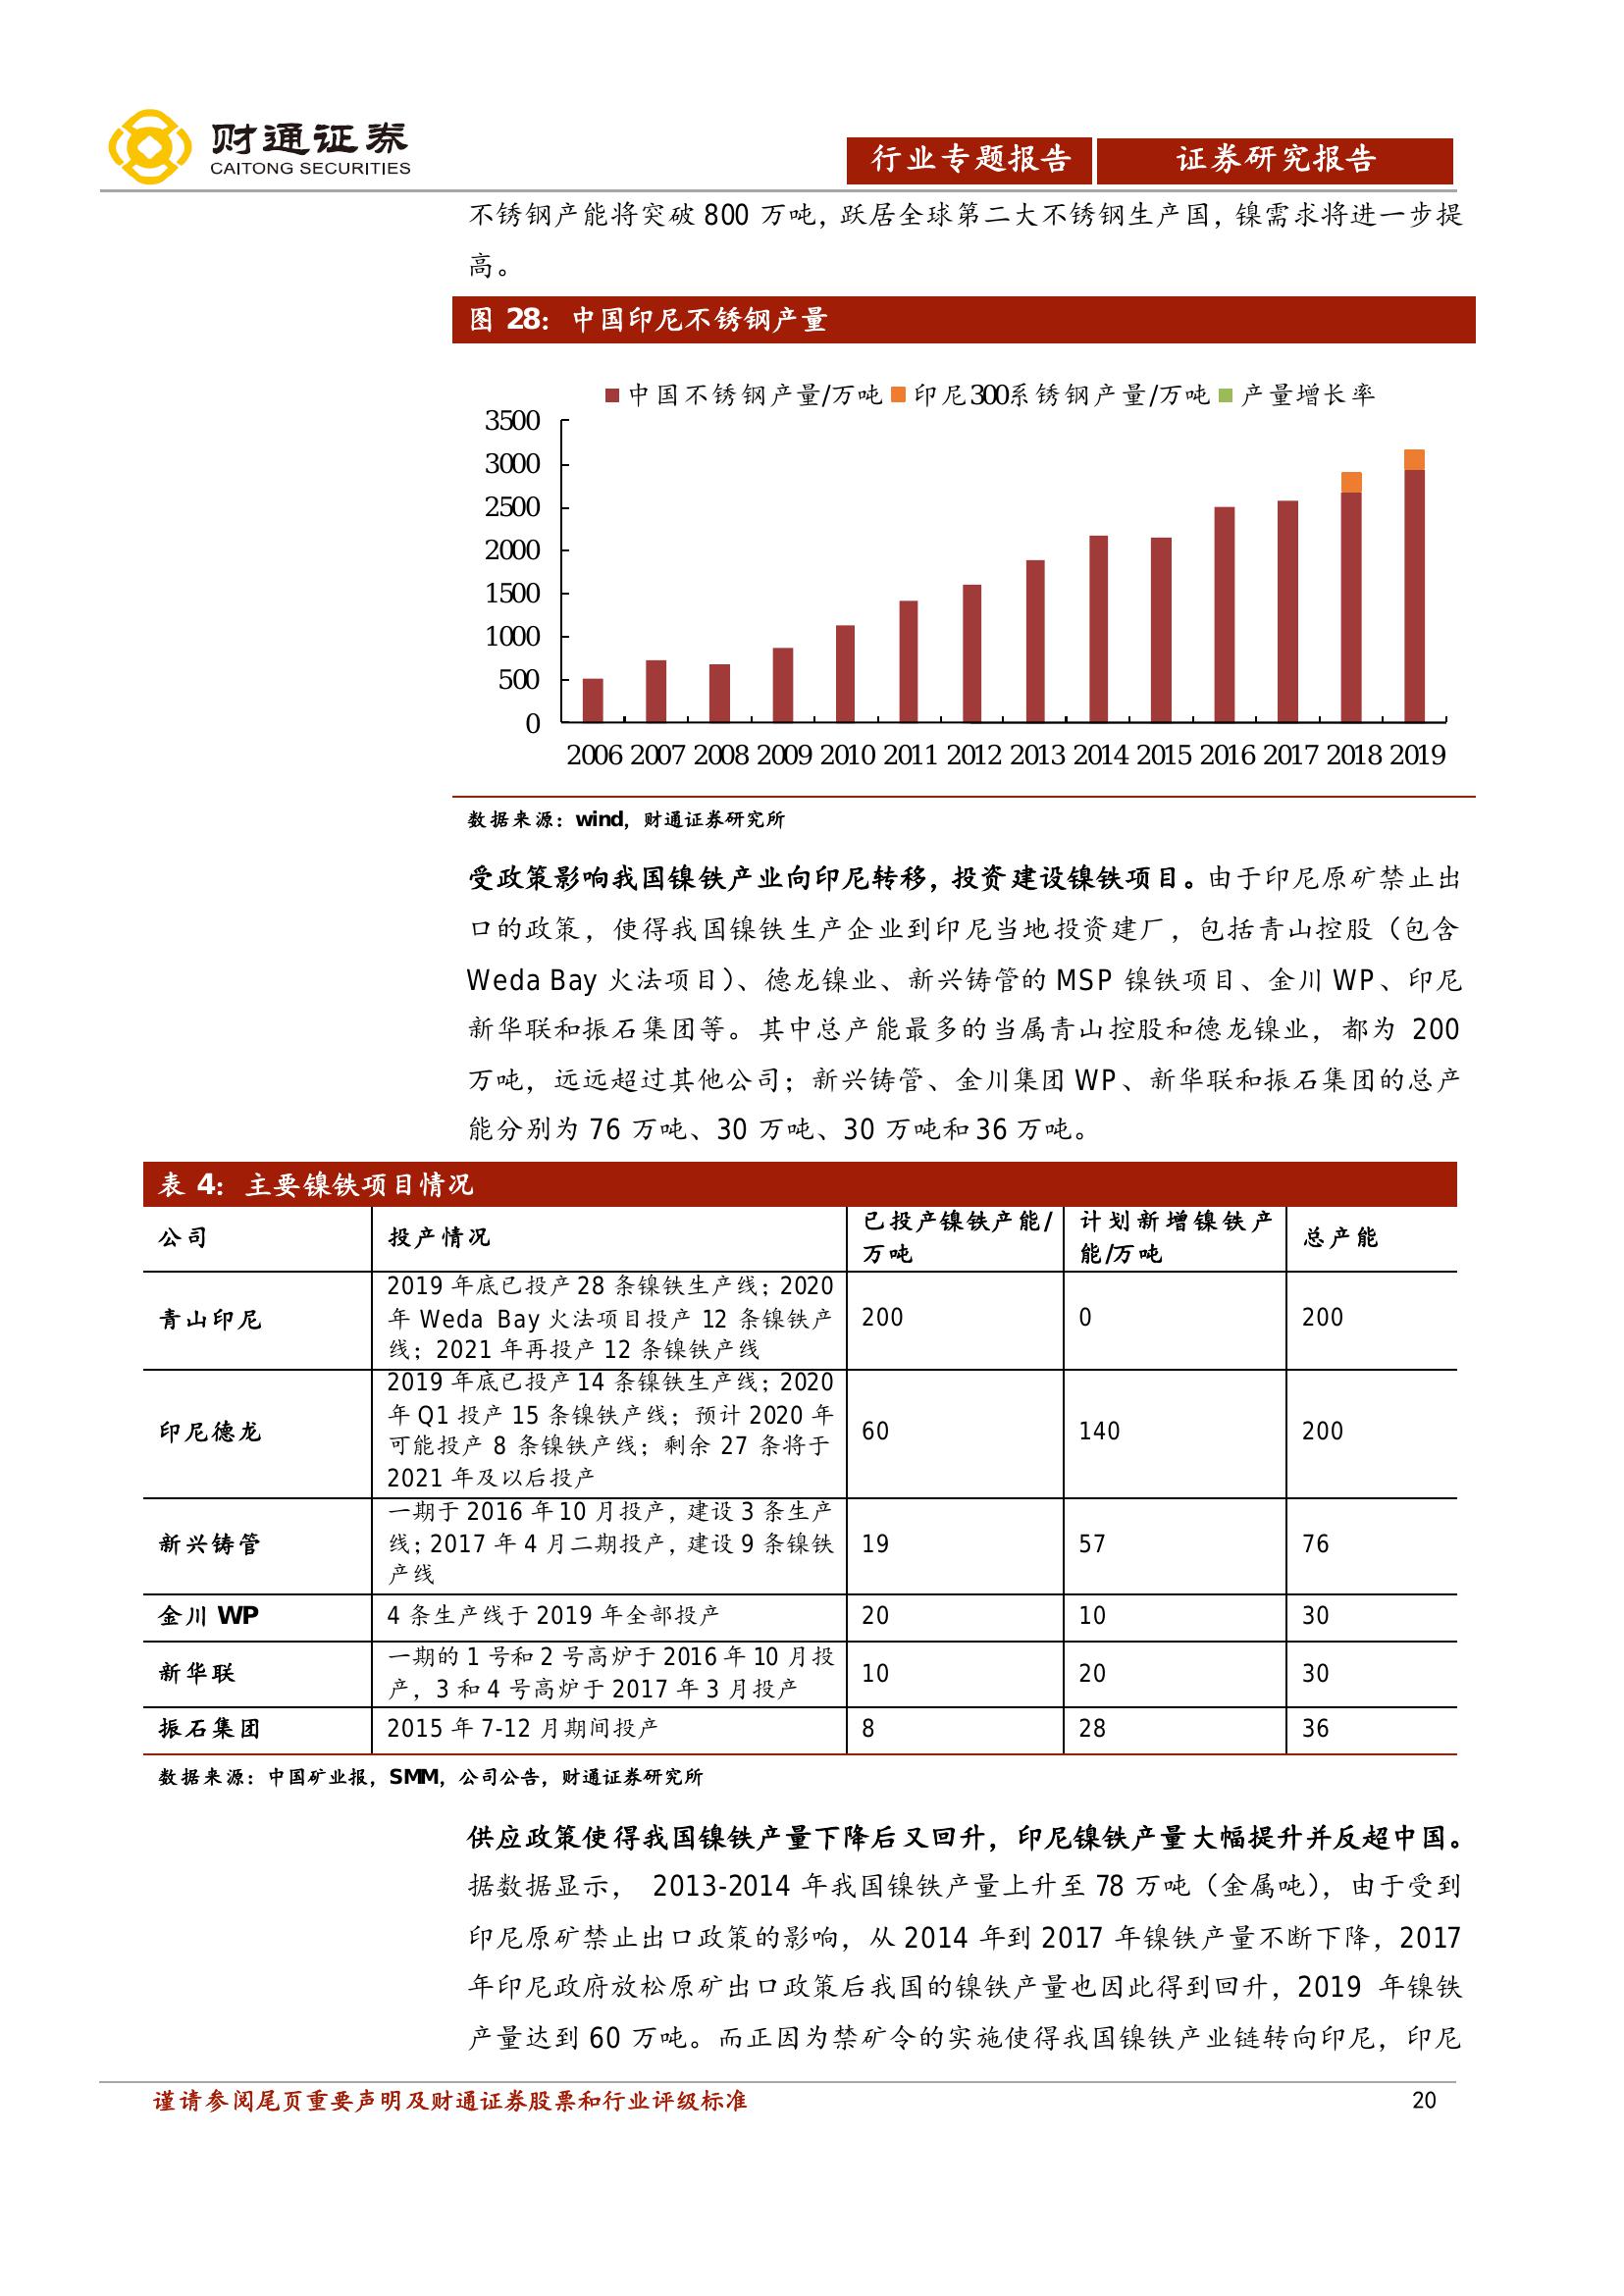 财通证券
CAITONG SECURITIES
行业专题报告
证券研究报告
不锈钢产能将突破 800 万吨，跃居全球第二大不锈钢生产国，镍需求将进一步提
高。
图 28： 中国印尼不锈钢产量
中国不锈钢产量/万吨 印尼300系锈钢产量/万吨 产量增长率
3500
3000
2500
2000
1500
1000
500
0
2006 2007 2008 2009 2010 2011 2012 2013 2014 2015 2016 2017 2018 2019
数据来源：wind，财通证券研究所
受政策影响我国镍铁产业向印尼转移，投资建设镍铁项目。由于印尼原矿禁止出
口的政策，使得我国镍铁生产企业到印尼当地投资建厂，包括青山控股（包含
Weda Bay 火法项目）、德龙镍业、新兴铸管的 MSP 镍铁项目、金川 WP、印尼
新华联和振石集团等。其中总产能最多的当属青山控股和德龙镍业，都为 200
万吨，远远超过其他公司；新兴铸管、金川集团 WP、新华联和振石集团的总产
能分别为 76 万吨、30 万吨、30 万吨和 36 万吨。
表 4： 主要镍铁项目情况
公司
投产情况
已投产镍铁产能/
万吨
计划新增镍铁产
能/万吨
总产能
青山印尼
2019 年底已投产 28 条镍铁生产线；2020
年 Weda Bay 火法项目投产 12 条镍铁产
线；2021 年再投产 12 条镍铁产线
200
0
200
印尼德龙
2019 年底已投产 14 条镍铁生产线；2020
年 Q1 投产 15 条镍铁产线；预计 2020 年
可能投产 8 条镍铁产线；剩余 27 条将于
2021 年及以后投产
60
140
200
新兴铸管
一期于 2016 年 10 月投产，建设 3 条生产
线；2017 年 4 月二期投产，建设 9 条镍铁
产线
19
57
76
金川 WP
4 条生产线于 2019 年全部投产
20
10
30
新华联
一期的 1 号和 2 号高炉于 2016 年 10 月投
产，3 和 4 号高炉于 2017 年 3 月投产
10
20
30
振石集团
2015 年 7-12 月期间投产
8
28
36
数据来源：中国矿业报，SMM，公司公告，财通证券研究所
供应政策使得我国镍铁产量下降后又回升，印尼镍铁产量大幅提升并反超中国。
据数据显示， 2013-2014 年我国镍铁产量上升至 78 万吨（金属吨），由于受到
印尼原矿禁止出口政策的影响，从 2014 年到 2017 年镍铁产量不断下降，2017
年印尼政府放松原矿出口政策后我国的镍铁产量也因此得到回升，2019 年镍铁
产量达到 60 万吨。而正因为禁矿令的实施使得我国镍铁产业链转向印尼，印尼
谨请参阅尾页重要声明及财通证券股票和行业评级标准
20